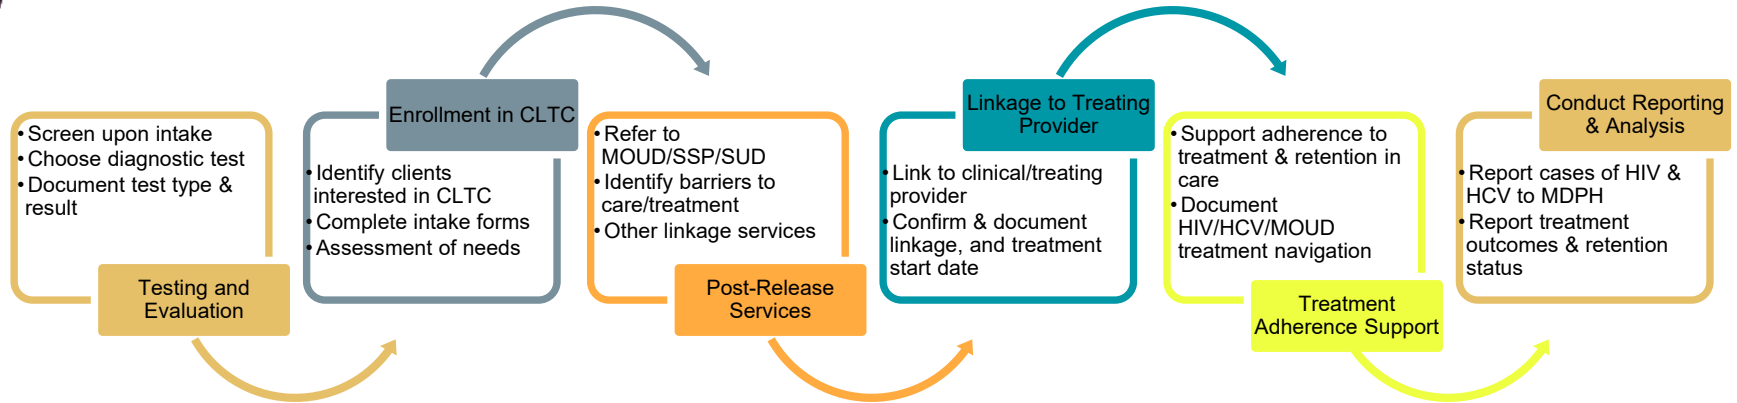 • Screen upon intake
• Choose diagnostic test
• Document test type &
result
Testing and
Evaluation
Enrollment in CLTC
• Identify clients
interested in CLTC
• Complete intake forms
• Assessment of needs
• Refer to
MOUD/SSP/SUD
• Identify barriers to
care/treatment
• Other linkage services
Post-Release
Services
Linkage to Treating
Provider
• Link to clinical/treating
provider
• Confirm & document
linkage, and treatment
start date
• Support adherence to
treatment & retention in
care
• Document
HIV/HCV/MOUD
treatment navigation
Treatment
Adherence Support
Conduct Reporting
& Analysis
• Report cases of HIV &
HCV to MDPH
• Report treatment
outcomes & retention
status